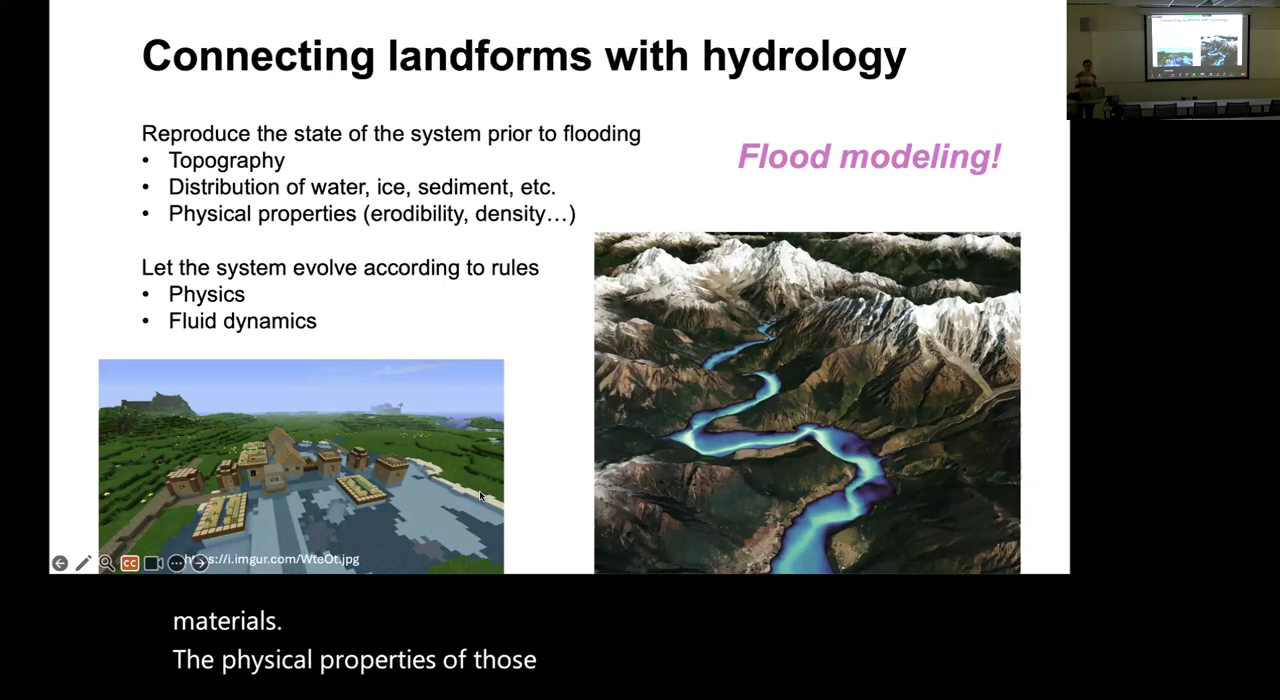 Connecting landforms with hydrology
Reproduce the state of the system prior to flooding
• Topography
• Distribution of water, ice, sediment, etc.
• Physical properties (erodibility, density…)
Let the system evolve according to rules
• Physics
• Fluid dynamics
Flood modeling!
CC
s://i.imgur.com/WteOt.jpg
materials.
The physical properties of those